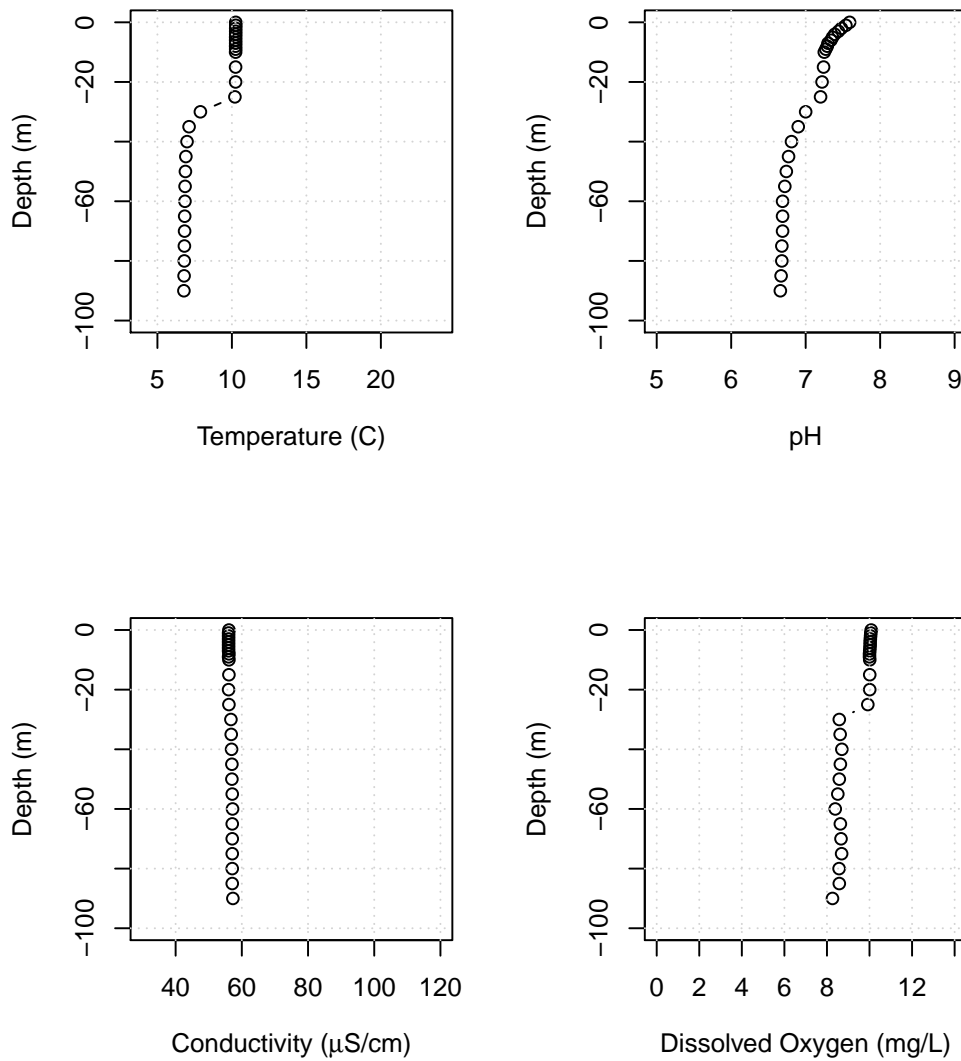 0
−20
−60
−100
Depth (m)
5 10 15 20
Temperature (C)
0
−20
−60
−100
Depth (m)
5 6 7 8 9
pH
0
−20
−60
−100
Depth (m)
40 60 80 100 120
Conductivity (μS/cm)
0
−20
−60
−100
Depth (m)
0 2 4 6 8 12
Dissolved Oxygen (mg/L)